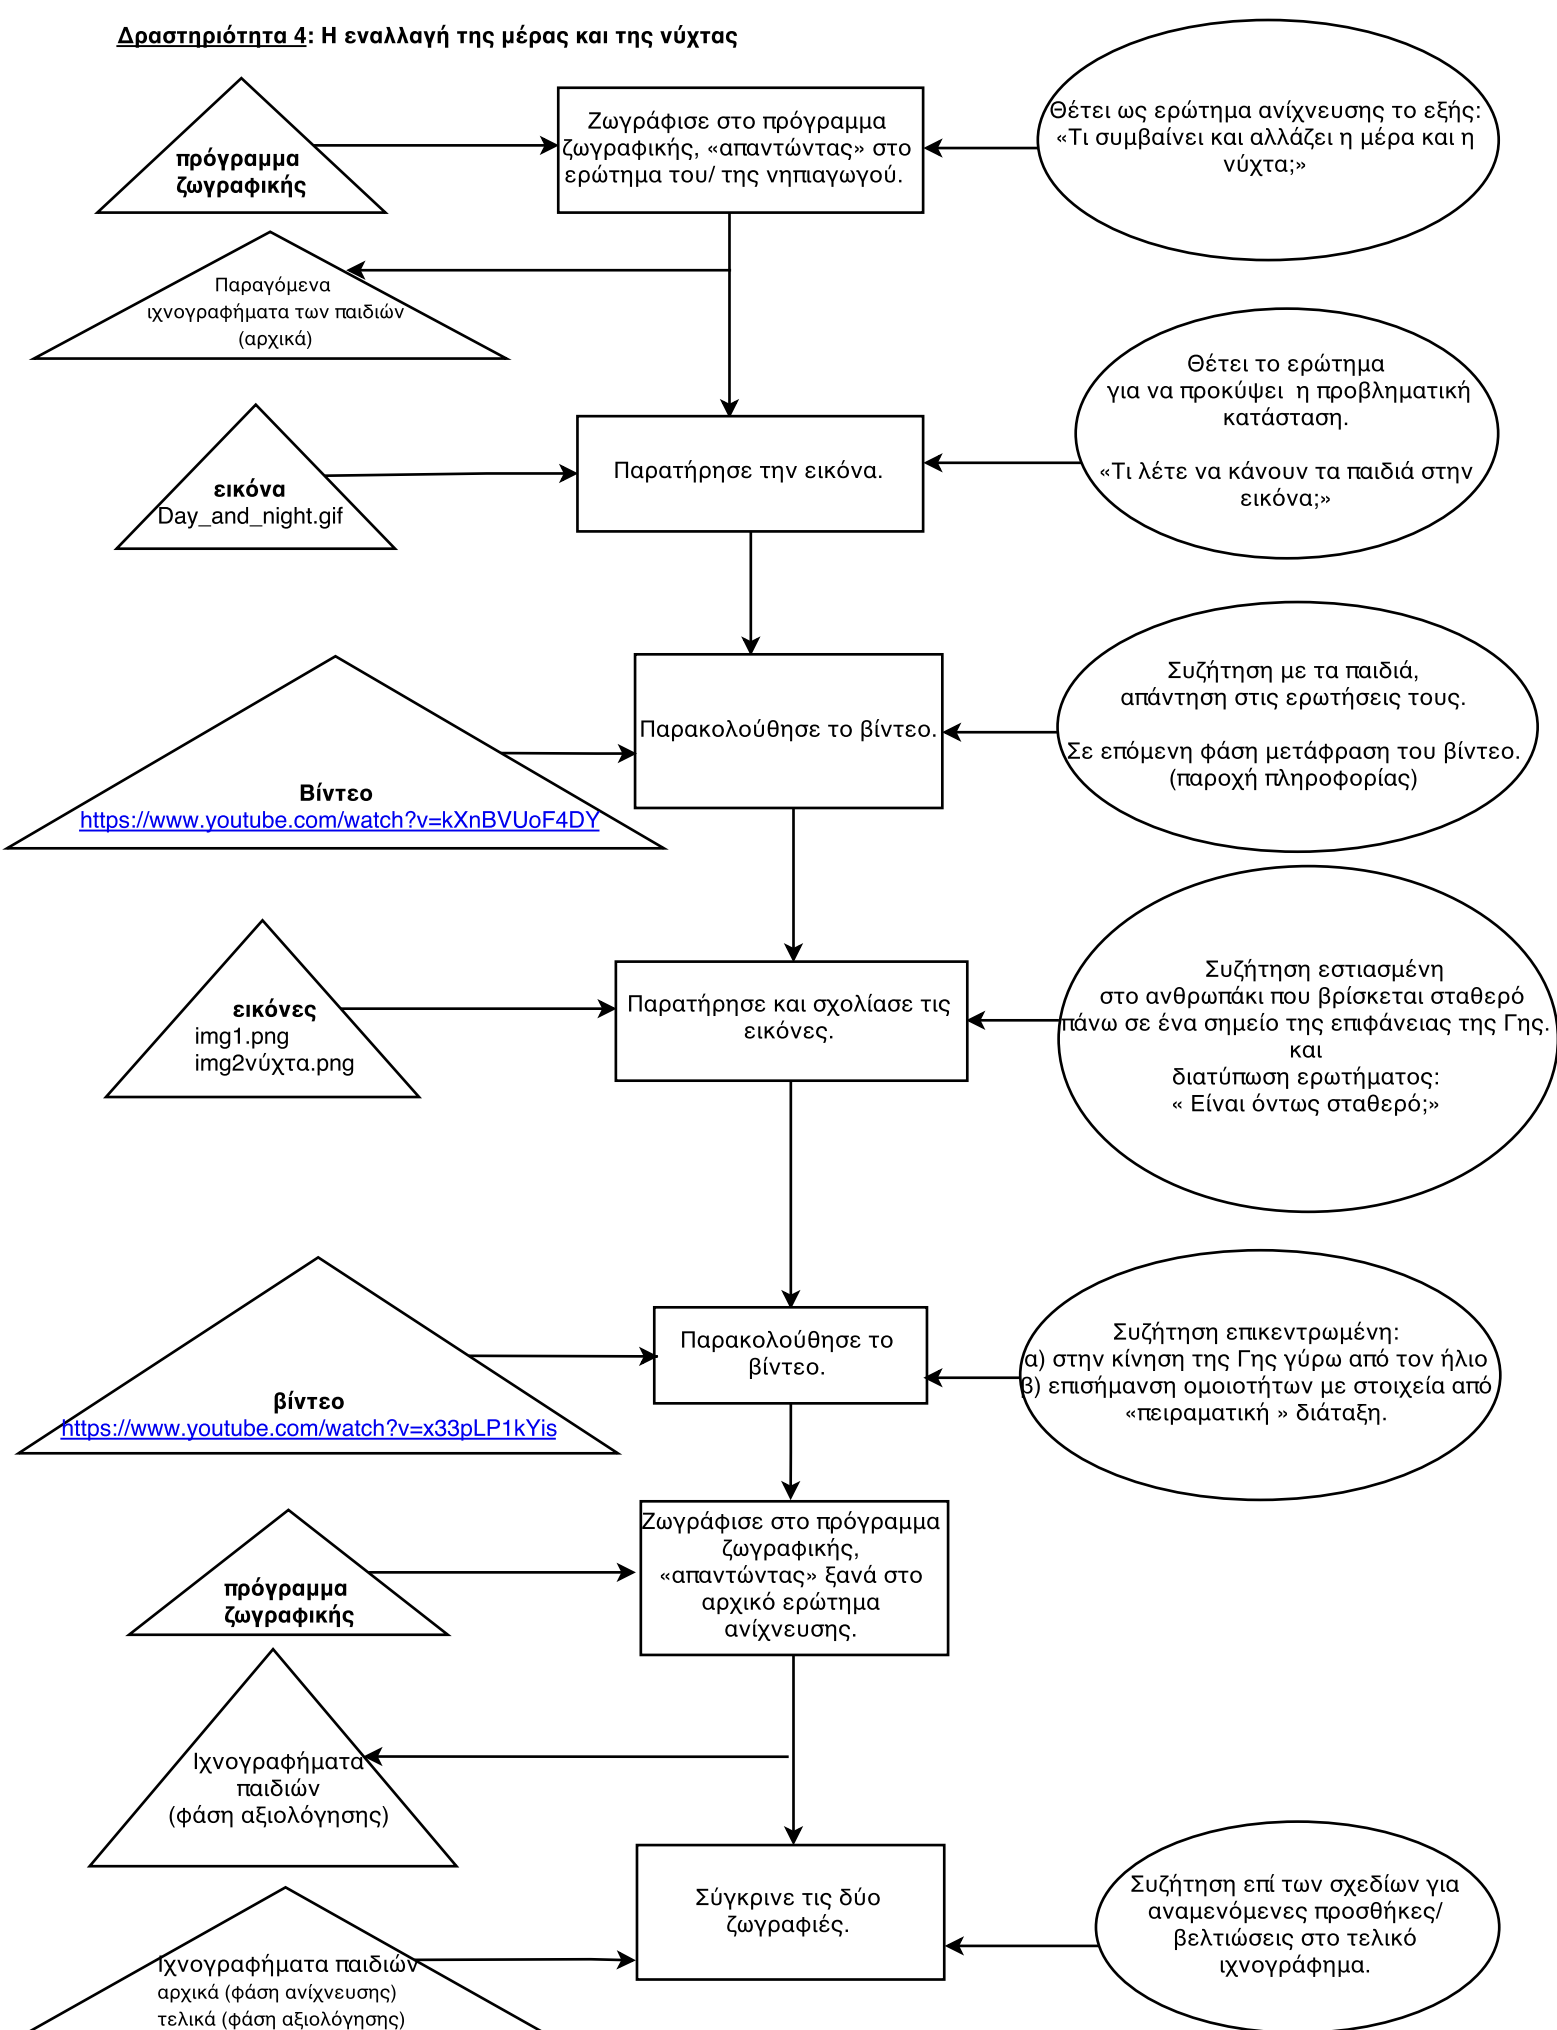 Δραστηριότητα 4: Η εναλλαγή της μέρας και της νύχτας
πρόγραμμα
ζωγραφικής
Ζωγράφισε στο πρόγραμμα
ζωγραφικής, «απαντώντας» στο
ερώτημα του/ της νηπιαγωγού.
Θέτει ως ερώτημα ανίχνευσης το εξής:
«Τι συμβαίνει και αλλάζει η μέρα και η
νύχτα;»
Παραγόμενα
ιχνογραφήματα των παιδιών
(αρχικά)
εικόνα
Day_and_night.gif
Παρατήρησε την εικόνα.
Θέτει το ερώτημα
για να προκύψει  η προβληματική
κατάσταση.
«Τι λέτε να κάνουν τα παιδιά στην
εικόνα;»
Βίντεο
https://www.youtube.com/watch?v=kXnBVUoF4DY
Παρακολούθησε το βίντεο.
Συζήτηση με τα παιδιά,
απάντηση στις ερωτήσεις τους.
Σε επόμενη φάση μετάφραση του βίντεο.
(παροχή πληροφορίας)
εικόνες
img1.png
img2νύχτα.png
Παρατήρησε και σχολίασε τις
εικόνες.
Συζήτηση εστιασμένη
στο ανθρωπάκι που βρίσκεται σταθερό
πάνω σε ένα σημείο της επιφάνειας της Γης.
και
διατύπωση ερωτήματος:
« Είναι όντως σταθερό;»
βίντεο
https://www.youtube.com/watch?v=x33pLP1kYis
Παρακολούθησε το
βίντεο.
Συζήτηση επικεντρωμένη:
α) στην κίνηση της Γης γύρω από τον ήλιο
β) επισήμανση ομοιοτήτων με στοιχεία από
«πειραματική » διάταξη.
πρόγραμμα
ζωγραφικής
Ζωγράφισε στο πρόγραμμα
ζωγραφικής,
«απαντώντας» ξανά στο
αρχικό ερώτημα
ανίχνευσης.
Ιχνογραφήματα
παιδιών
(φάση αξιολόγησης)
Σύγκρινε τις δύο
ζωγραφιές.
Συζήτηση επί των σχεδίων για
αναμενόμενες προσθήκες/
βελτιώσεις στο τελικό
ιχνογράφημα.
Ιχνογραφήματα παιδιών
αρχικά (φάση ανίχνευσης)
τελικά (φάση αξιολόγησης)